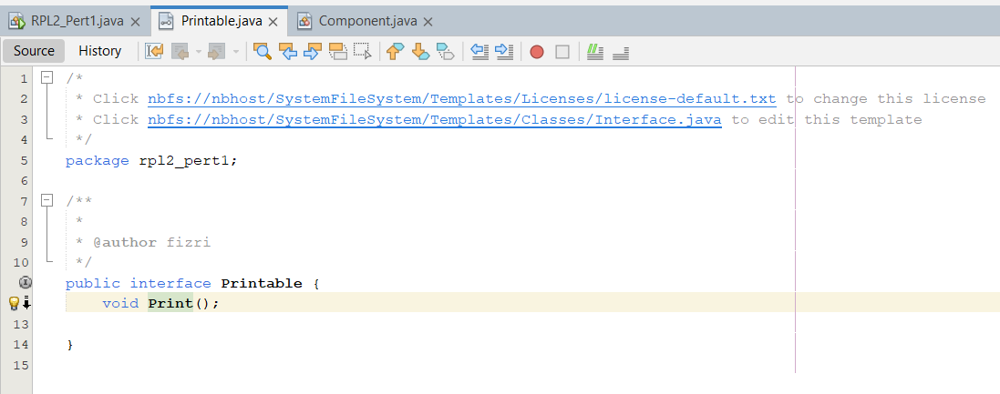 RPL2_Pert1.java Printable.java Component.java
Source History
1 /*
2 * Click nbfs://nbhost/SystemFileSystem/Templates/Licenses/license-default.txt to change this license
3 * Click nbfs://nbhost/SystemFileSystem/Templates/Classes/Interface.java to edit this template
4 */
5 package rpl2_pert1;
6
7 /**
8 *
9 * @author fizri
10 */
public interface Printable {
void Print();
13
14 }
15